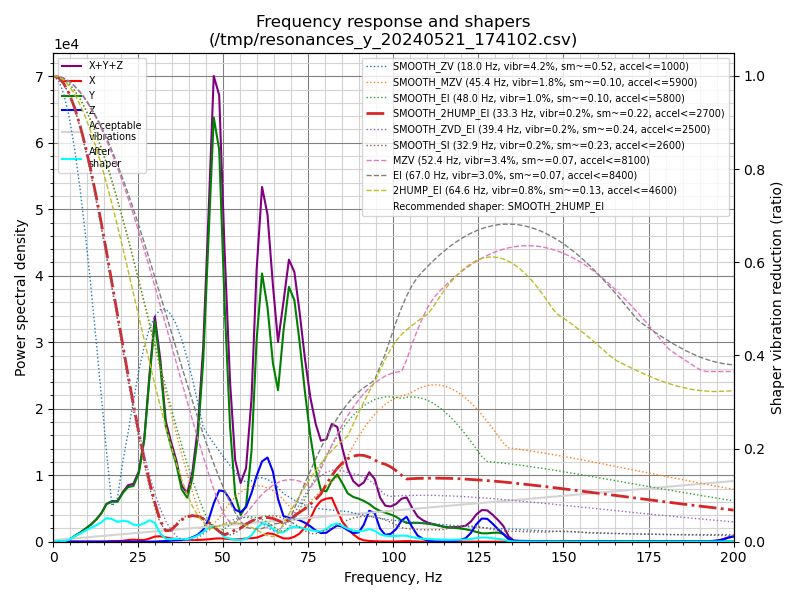 Frequency response and shapers
(/tmp/resonances_y_20240521_174102.csv)
1e4
X+Y+Z
X
Y
Z
Acceptable
vibrations
After
shaper
SMOOTH_ZV (18.0 Hz, vibr=4.2%, sm~=0.52, accel<=1000)
SMOOTH_MZV (45.4 Hz, vibr=1.8%, sm~=0.10, accel<=5900)
SMOOTH_EI (48.0 Hz, vibr=1.0%, sm~=0.10, accel<=5800)
SMOOTH_2HUMP_EI (33.3 Hz, vibr=0.2%, sm~=0.22, accel<=2700)
SMOOTH_ZVD_EI (39.4 Hz, vibr=0.2%, sm~=0.24, accel<=2500)
SMOOTH_SI (32.9 Hz, vibr=0.2%, sm~=0.23, accel<=2600)
MZV (52.4 Hz, vibr=3.4%, sm~=0.07, accel<=8100)
EI (67.0 Hz, vibr=3.0%, sm~=0.07, accel<=8400)
2HUMP_EI (64.6 Hz, vibr=0.8%, sm~=0.13, accel<=4600)
Recommended shaper: SMOOTH_2HUMP_EI
Power spectral density
7
6
5
4
3
2
1
0
1.0
0.8
0.6
0.4
0.2
0.0
Shaper vibration reduction (ratio)
0 25 50 75 100 125 150 175 200
Frequency, Hz